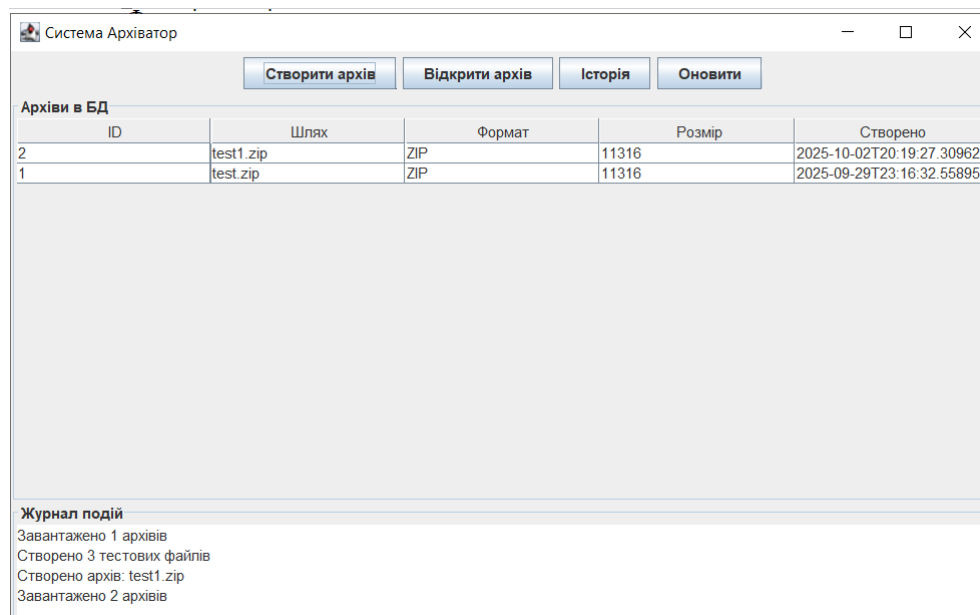 Система Архіватор
Створити архів Відкрити архів Історія Оновити
Архіви в БД
ID Шлях Формат Розмір Створено
2 test1.zip ZIP 11316 2025-10-02T20:19:27.30962
1 test.zip ZIP 11316 2025-09-29T23:16:32.55895
Журнал подій
Завантажено 1 архівів
Створено 3 тестових файлів
Створено архів: test1.zip
Завантажено 2 архівів